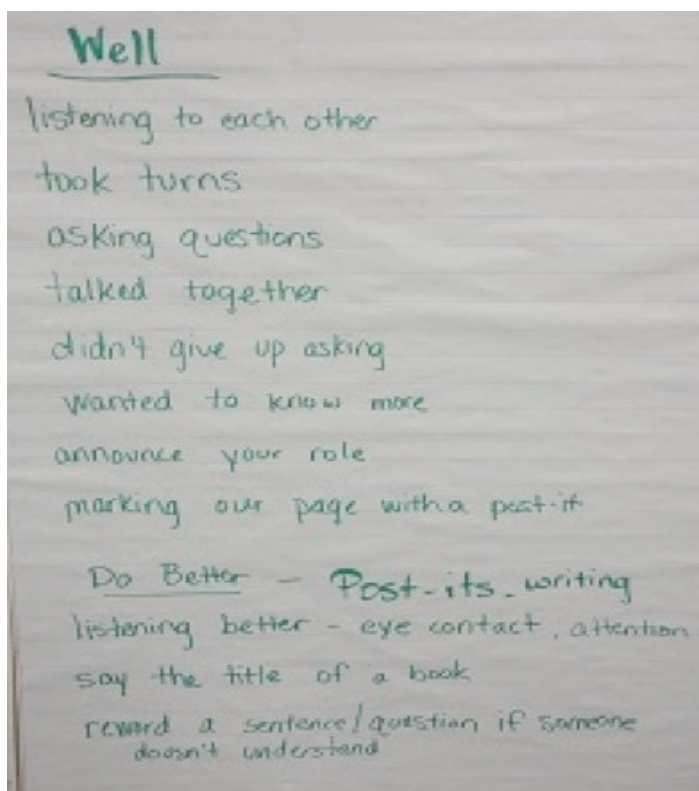 Well
listening to each other
took turns
asking questions
talked together
didn't give up asking
wanted to know more
announce your role
marking our page with a post-it
Do Better - Post-its - writing
listening better - eye contact, attention
say the title of a book
reword a sentence/question if someone
doesn't understand